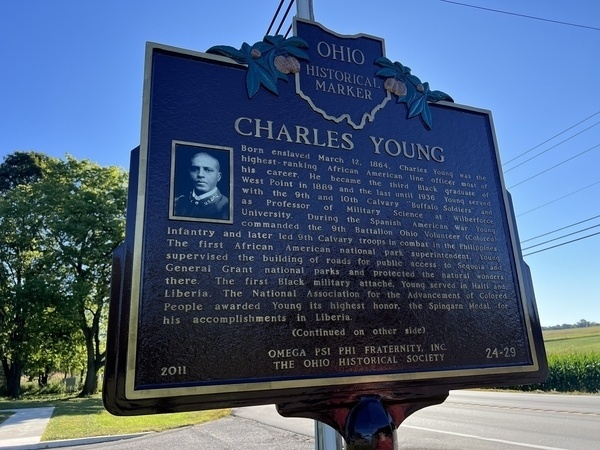 OHIO
HISTORICAL
MARKER
CHARLES YOUNG
Born enslaved March 12, 1864, Charles Young was the
highest-ranking African American line officer most of
his career. He became the third Black graduate of
West Point in 1889 and the last until 1936. Young served
with the 9th and 10th Calvary "Buffalo Soldiers" and
as Professor of Military Science at Wilberforce
University. During the Spanish American War Young
commanded the 9th Battalion Ohio Volunteer (Colored)
Infantry and later led 9th Calvary troops in combat in the Philippines.
The first African American national park superintendent, Young
supervised the building of roads for public access to Sequoia and
General Grant national parks and protected the natural wonders
there. The first Black military attaché, Young served in Haiti and
Liberia. The National Association for the Advancement of Colored
People awarded Young its highest honor, the Spingarn Medal, for
his accomplishments in Liberia.
(Continued on other side)
OMEGA PSI PHI FRATERNITY, INC.
2011 THE OHIO HISTORICAL SOCIETY 24-29